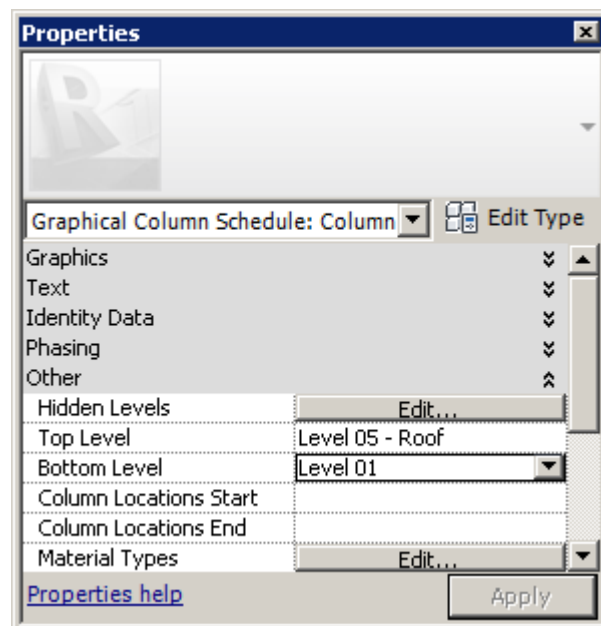 Properties
Graphical Column Schedule: Column
Edit Type
Graphics
Text
Identity Data
Phasing
Other
Hidden Levels Edit...
Top Level Level 05 - Roof
Bottom Level Level 01
Column Locations Start
Column Locations End
Material Types Edit...
Properties help Apply